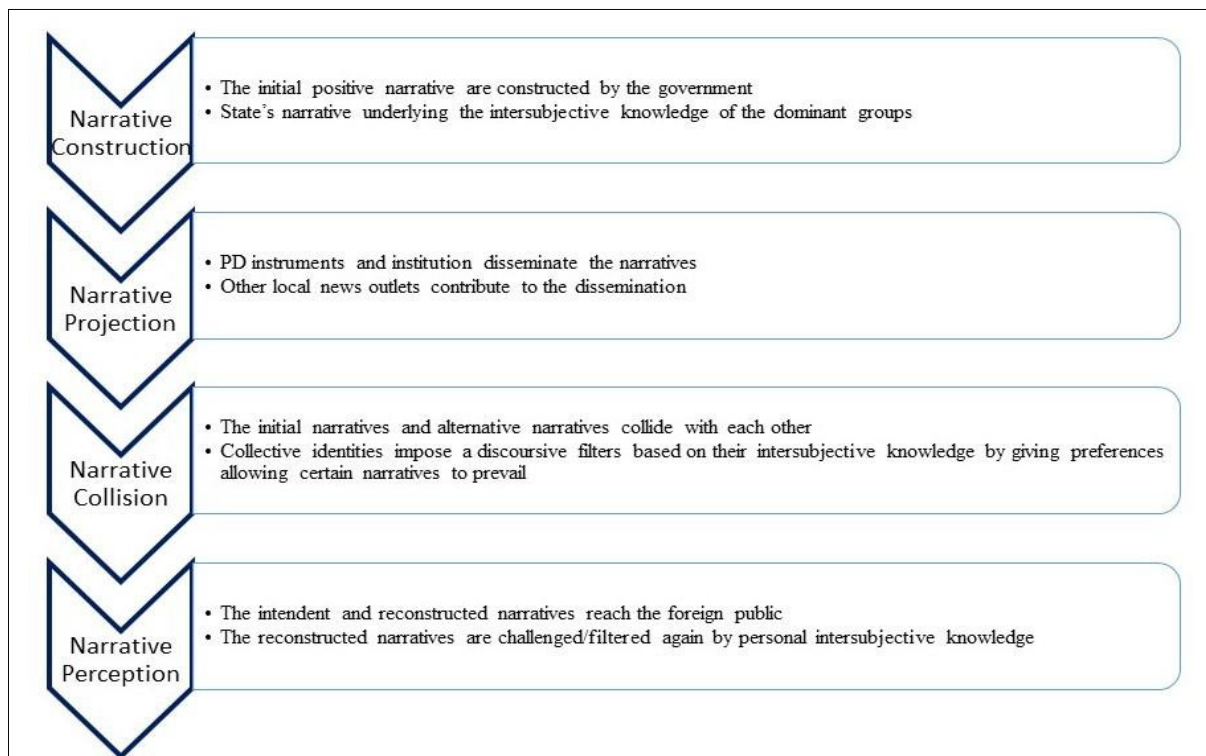 Narrative
Construction
• The initial positive narrative are constructed by the government
• State's narrative underlying the intersubjective knowledge of the dominant groups
Narrative
Projection
• PD instruments and institution disseminate the narratives
• Other local news outlets contribute to the dissemination
Narrative
Collision
• The initial narratives and alternative narratives collide with each other
• Collective identities impose a discursive filters based on their intersubjective knowledge by giving preferences
allowing certain narratives to prevail
Narrative
Perception
• The intendent and reconstructed narratives reach the foreign public
• The reconstructed narratives are challenged/filtered again by personal intersubjective knowledge